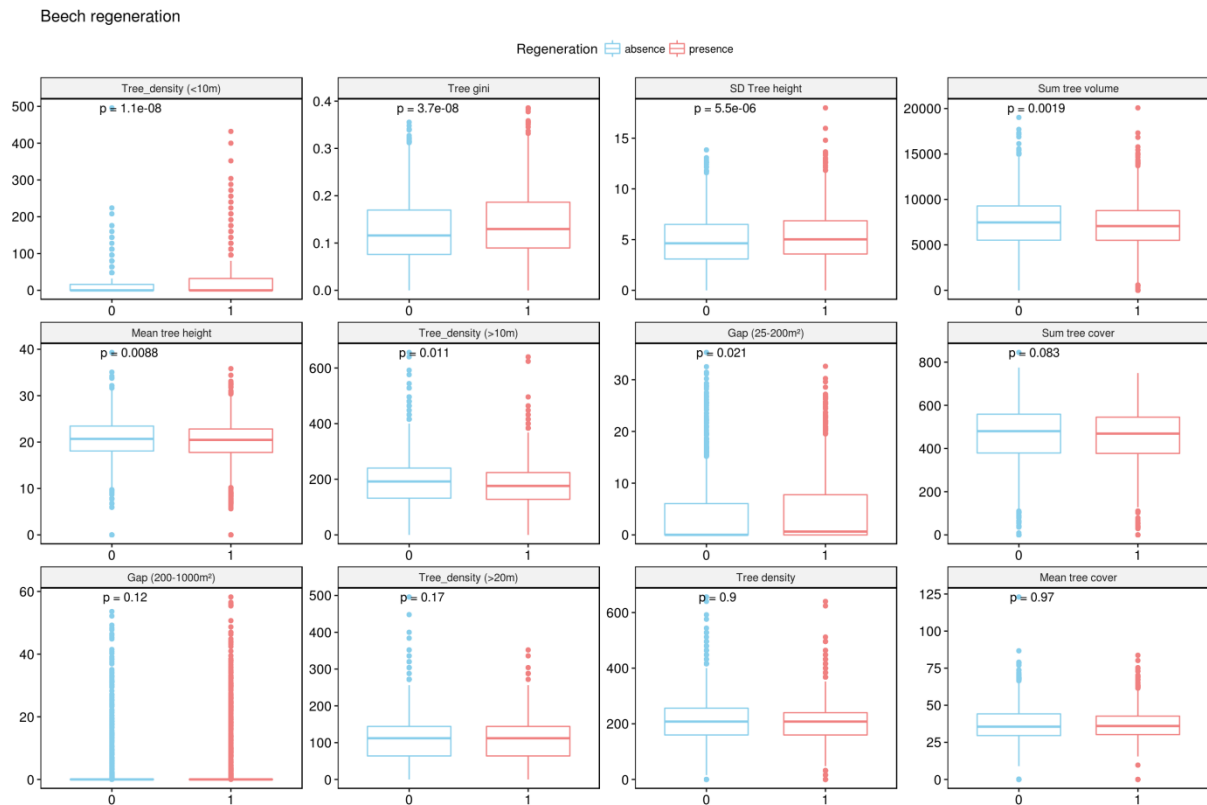 Beech regeneration
Regeneration absence presence
Tree_density (<10m)
p = 1.1e-08
500
400
300
200
100
0
0 1
Tree gini
p = 3.7e-08
0.4
0.3
0.2
0.1
0.0
0 1
SD Tree height
p = 5.5e-06
15
10
5
0
0 1
Sum tree volume
p = 0.0019
20000
15000
10000
5000
0
0 1
Mean tree height
p = 0.0088
40
30
20
10
0
0 1
Tree_density (>10m)
p = 0.011
600
400
200
0
0 1
Gap (25-200m²)
p = 0.021
30
20
10
0
0 1
Sum tree cover
p = 0.083
800
600
400
200
0
0 1
Gap (200-1000m²)
p = 0.12
60
40
20
0
0 1
Tree_density (>20m)
p = 0.17
500
400
300
200
100
0
0 1
Tree density
p = 0.9
600
400
200
0
0 1
Mean tree cover
p = 0.97
125
100
75
50
25
0
0 1